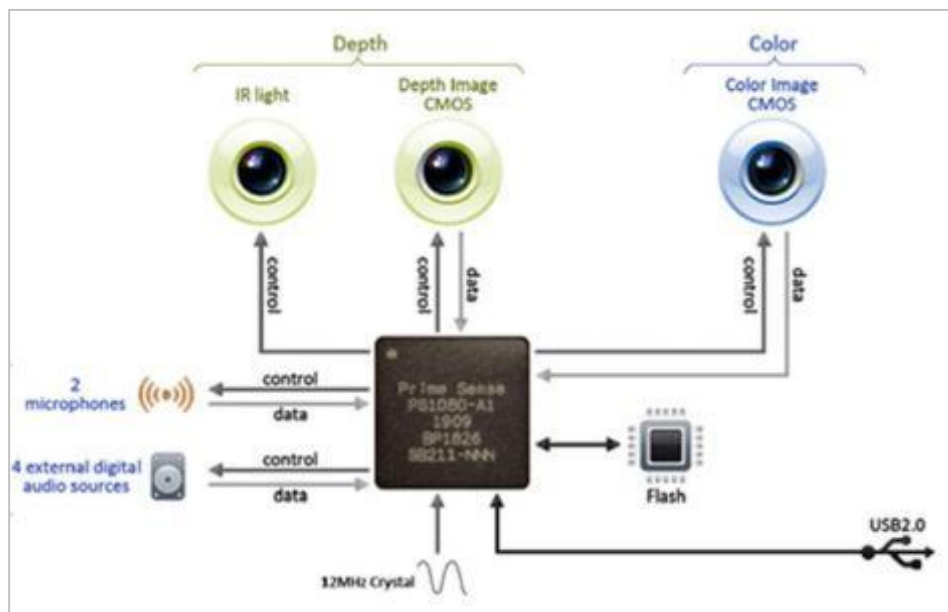 Depth
Color
IR light
Depth Image
CMOS
Color Image
CMOS
control
control
data
control
data
2
microphones
control
data
Prime Sense
PS1080-A1
1909
BP1826
SB211-NNN
4 external digital
audio sources
control
data
Flash
USB2.0
12MHz Crystal